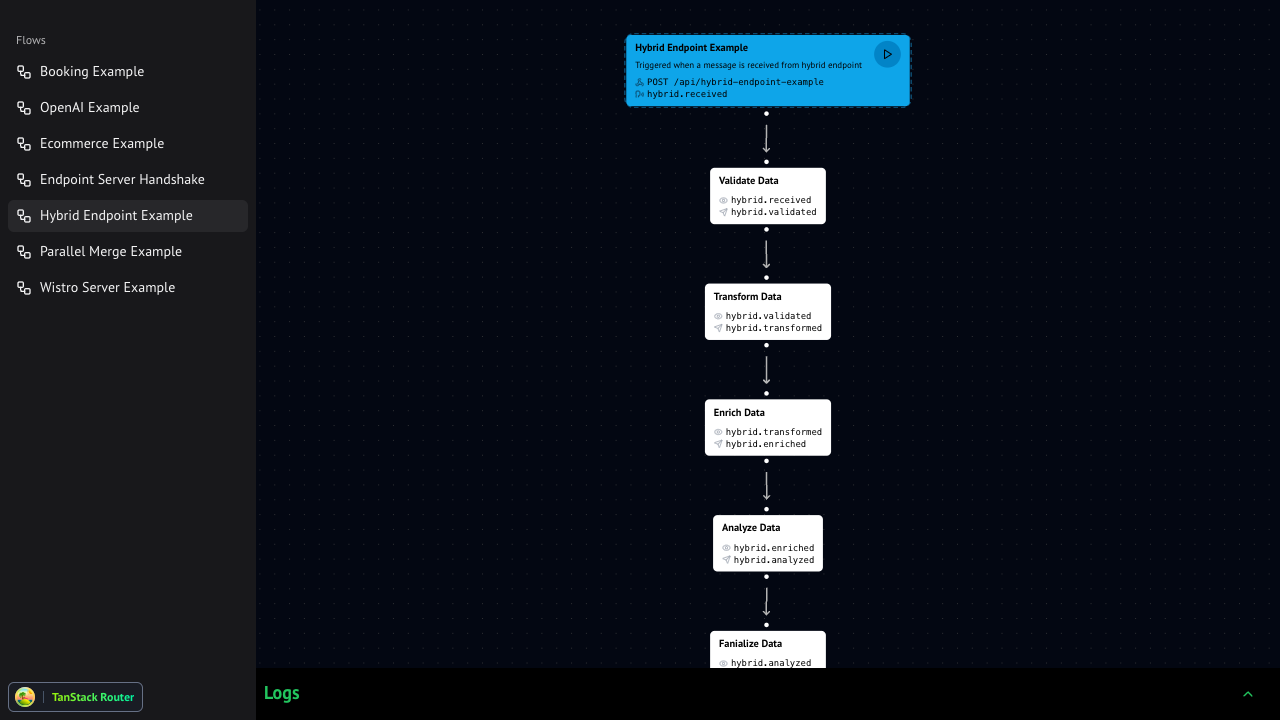 Flows
Booking Example
OpenAI Example
Ecommerce Example
Endpoint Server Handshake
Hybrid Endpoint Example
Parallel Merge Example
Wistro Server Example
TanStack Router
Hybrid Endpoint Example
Triggered when a message is received from hybrid endpoint
POST /api/hybrid-endpoint-example
hybrid.received
Validate Data
hybrid.received
hybrid.validated
Transform Data
hybrid.validated
hybrid.transformed
Enrich Data
hybrid.transformed
hybrid.enriched
Analyze Data
hybrid.enriched
hybrid.analyzed
Fanialize Data
hybrid.analyzed
Logs